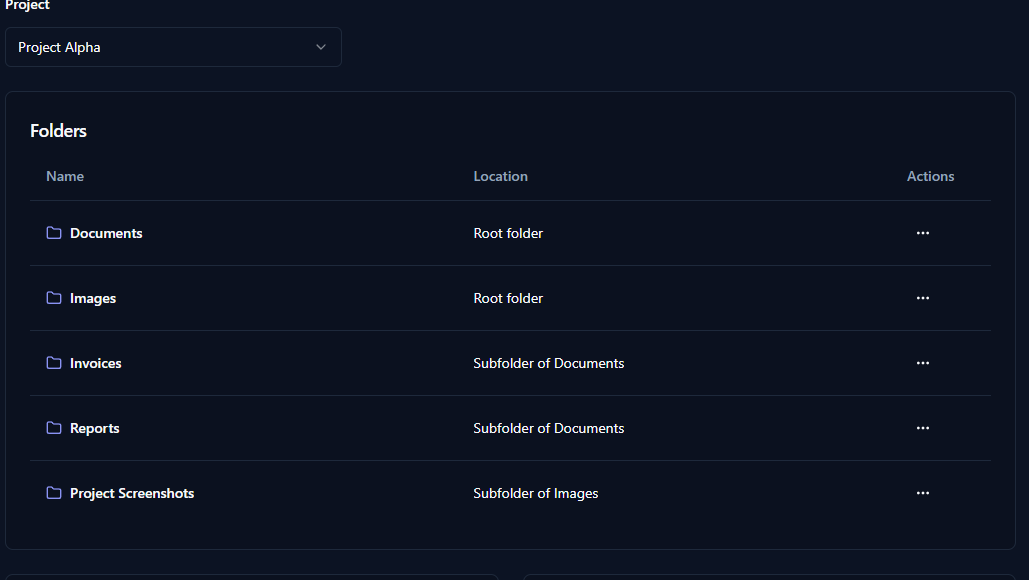 Project
Project Alpha
Folders
Name Location Actions
Documents Root folder
Images Root folder
Invoices Subfolder of Documents
Reports Subfolder of Documents
Project Screenshots Subfolder of Images